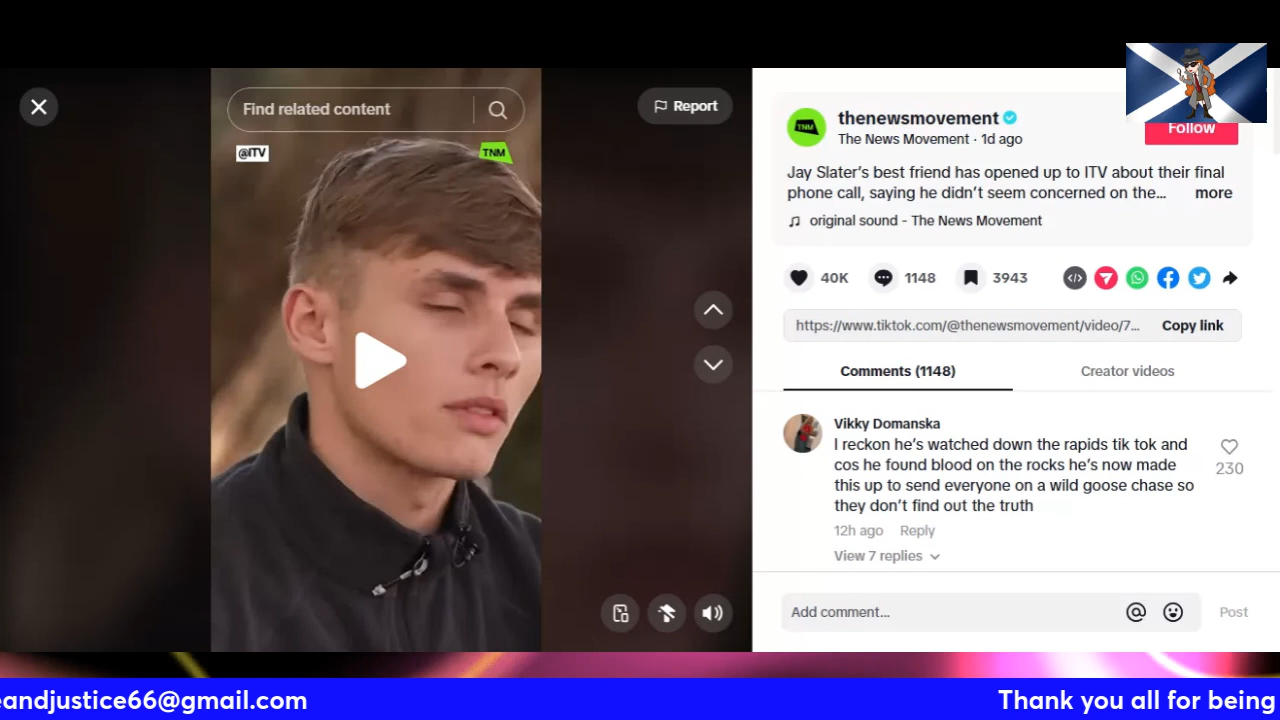 Find related content
Report
@ITV
TNM
TNM
thenewsmovement
The News Movement · 1d ago
Follow
Jay Slater's best friend has opened up to ITV about their final
phone call, saying he didn't seem concerned on the... more
original sound - The News Movement
40K
1148
3943
https://www.tiktok.com/@thenewsmovement/video/7... Copy link
Comments (1148)
Creator videos
Vikky Domanska
I reckon he's watched down the rapids tik tok and
cos he found blood on the rocks he's now made
this up to send everyone on a wild goose chase so
they don't find out the truth
230
12h ago Reply
View 7 replies
Add comment...
Post
eandjustice66@gmail.com
Thank you all for being